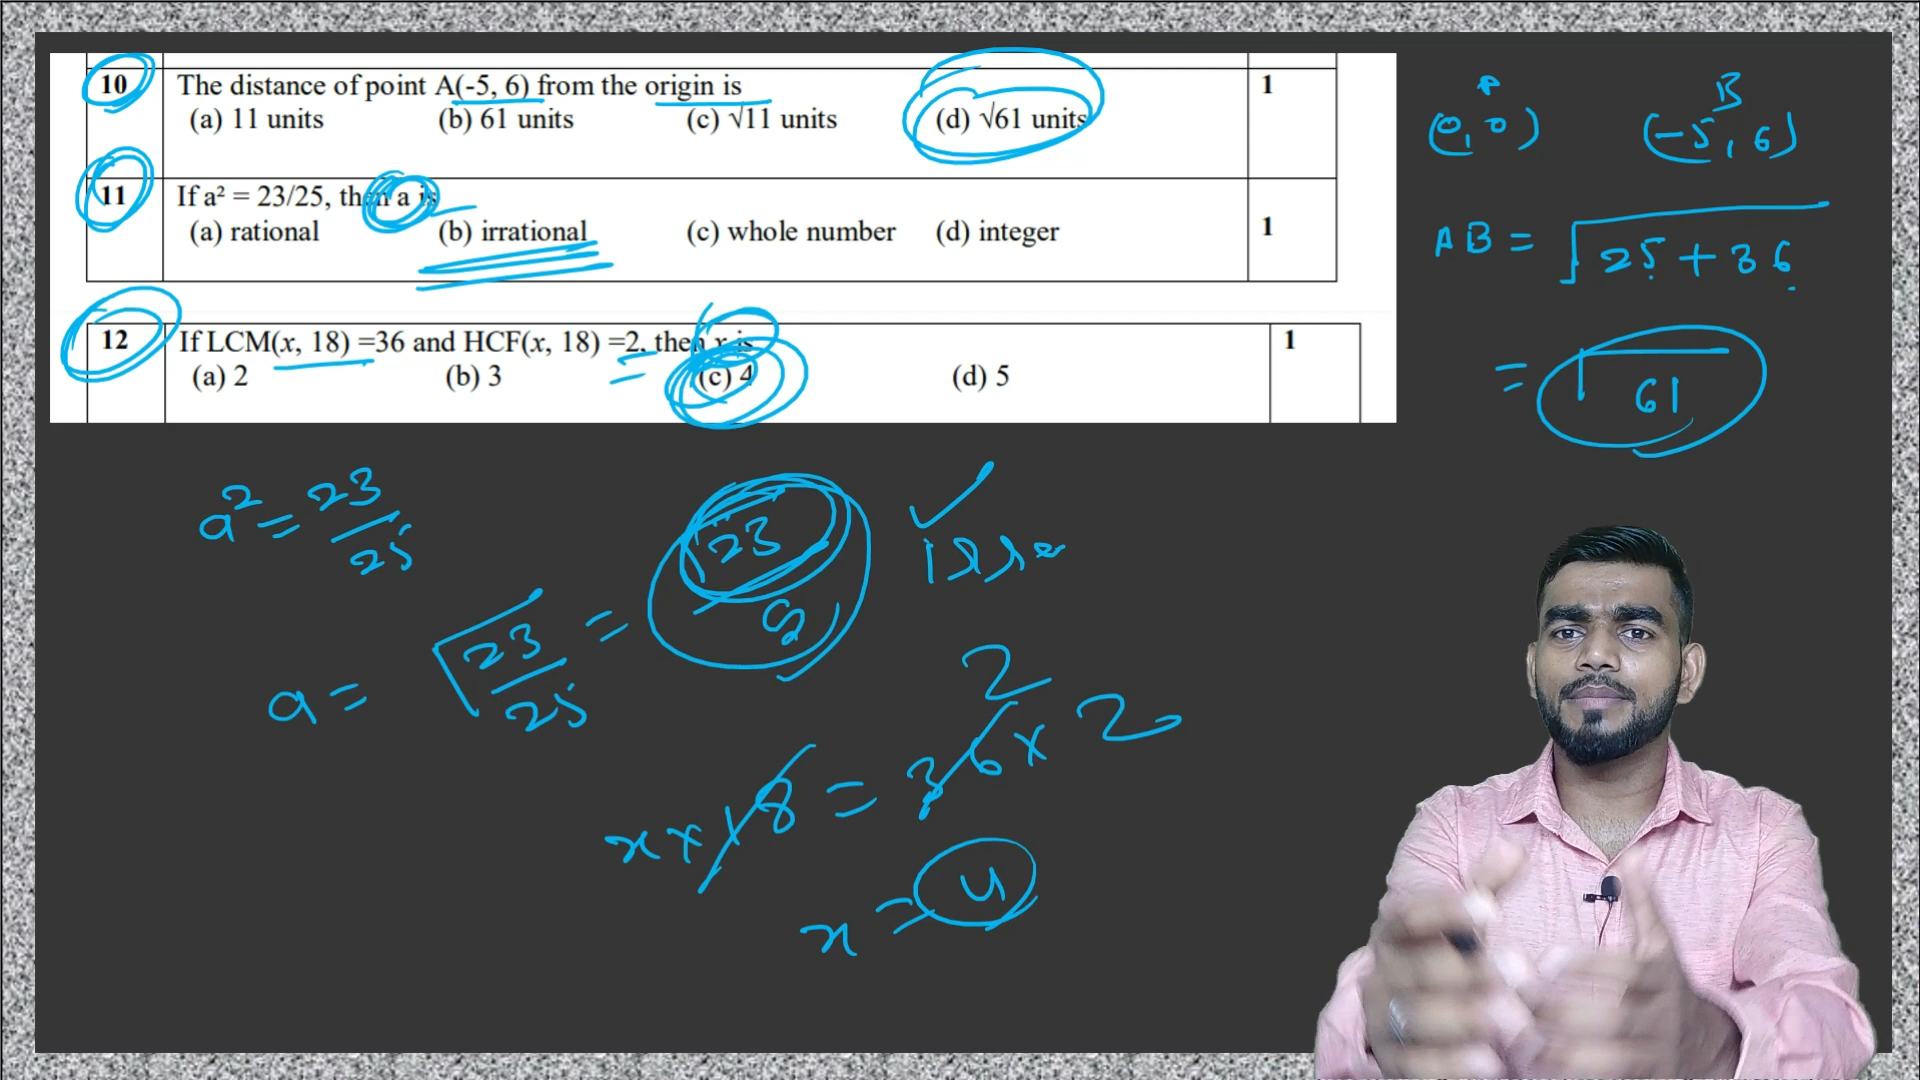 10 The distance of point A(-5, 6) from the origin is 1
(a) 11 units (b) 61 units (c) √11 units (d) √61 units
11 If a² = 23/25, then a is
(a) rational (b) irrational (c) whole number (d) integer 1
12 If LCM(x, 18) =36 and HCF(x, 18) =2, then x is 1
(a) 2 (b) 3 (c) 4 (d) 5
B
(0, 0) (-5, 6)
AB = √25 + 36
= √61
a² = 23/25
a = √23/25 =
2
x × 18 = 36 × 2
x = 4